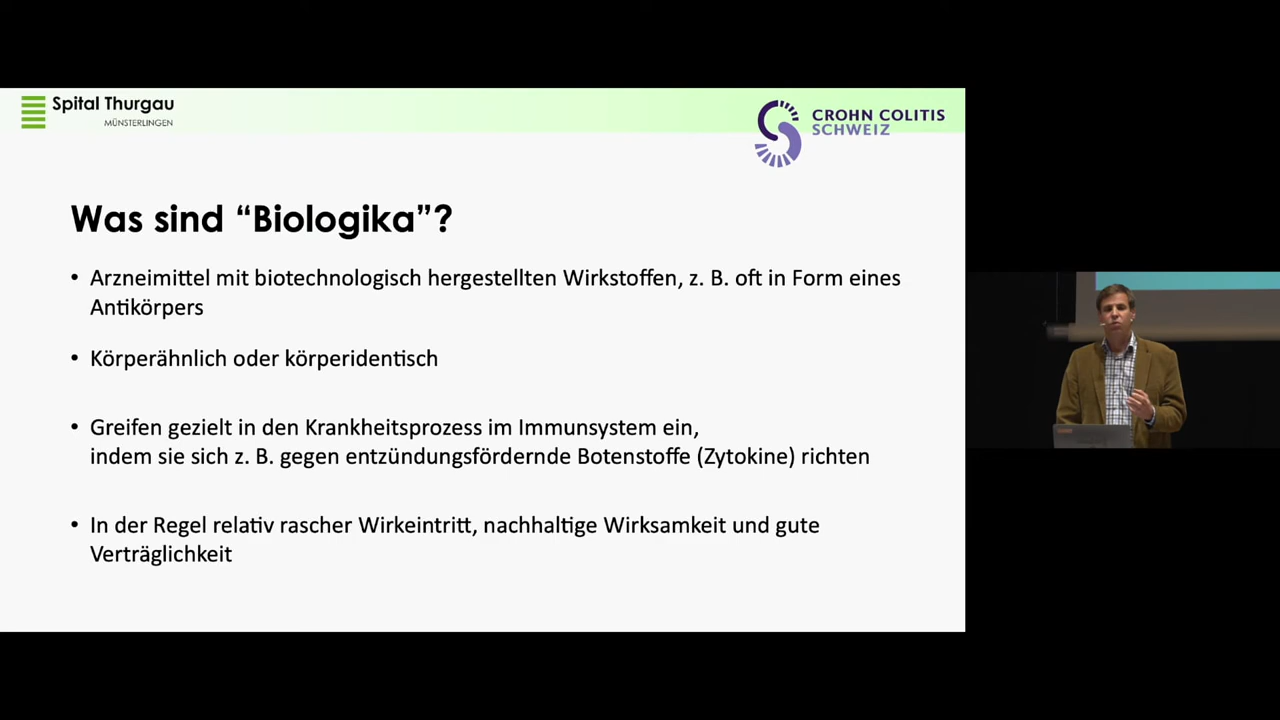 Spital Thurgau
MÜNSTERLINGEN
CROHN COLITIS
SCHWEIZ
Was sind “Biologika”?
• Arzneimittel mit biotechnologisch hergestellten Wirkstoffen, z. B. oft in Form eines
Antikörpers
• Körperähnlich oder körperidentisch
• Greifen gezielt in den Krankheitsprozess im Immunsystem ein,
indem sie sich z. B. gegen entzündungsfördernde Botenstoffe (Zytokine) richten
• In der Regel relativ rascher Wirkeintritt, nachhaltige Wirksamkeit und gute
Verträglichkeit